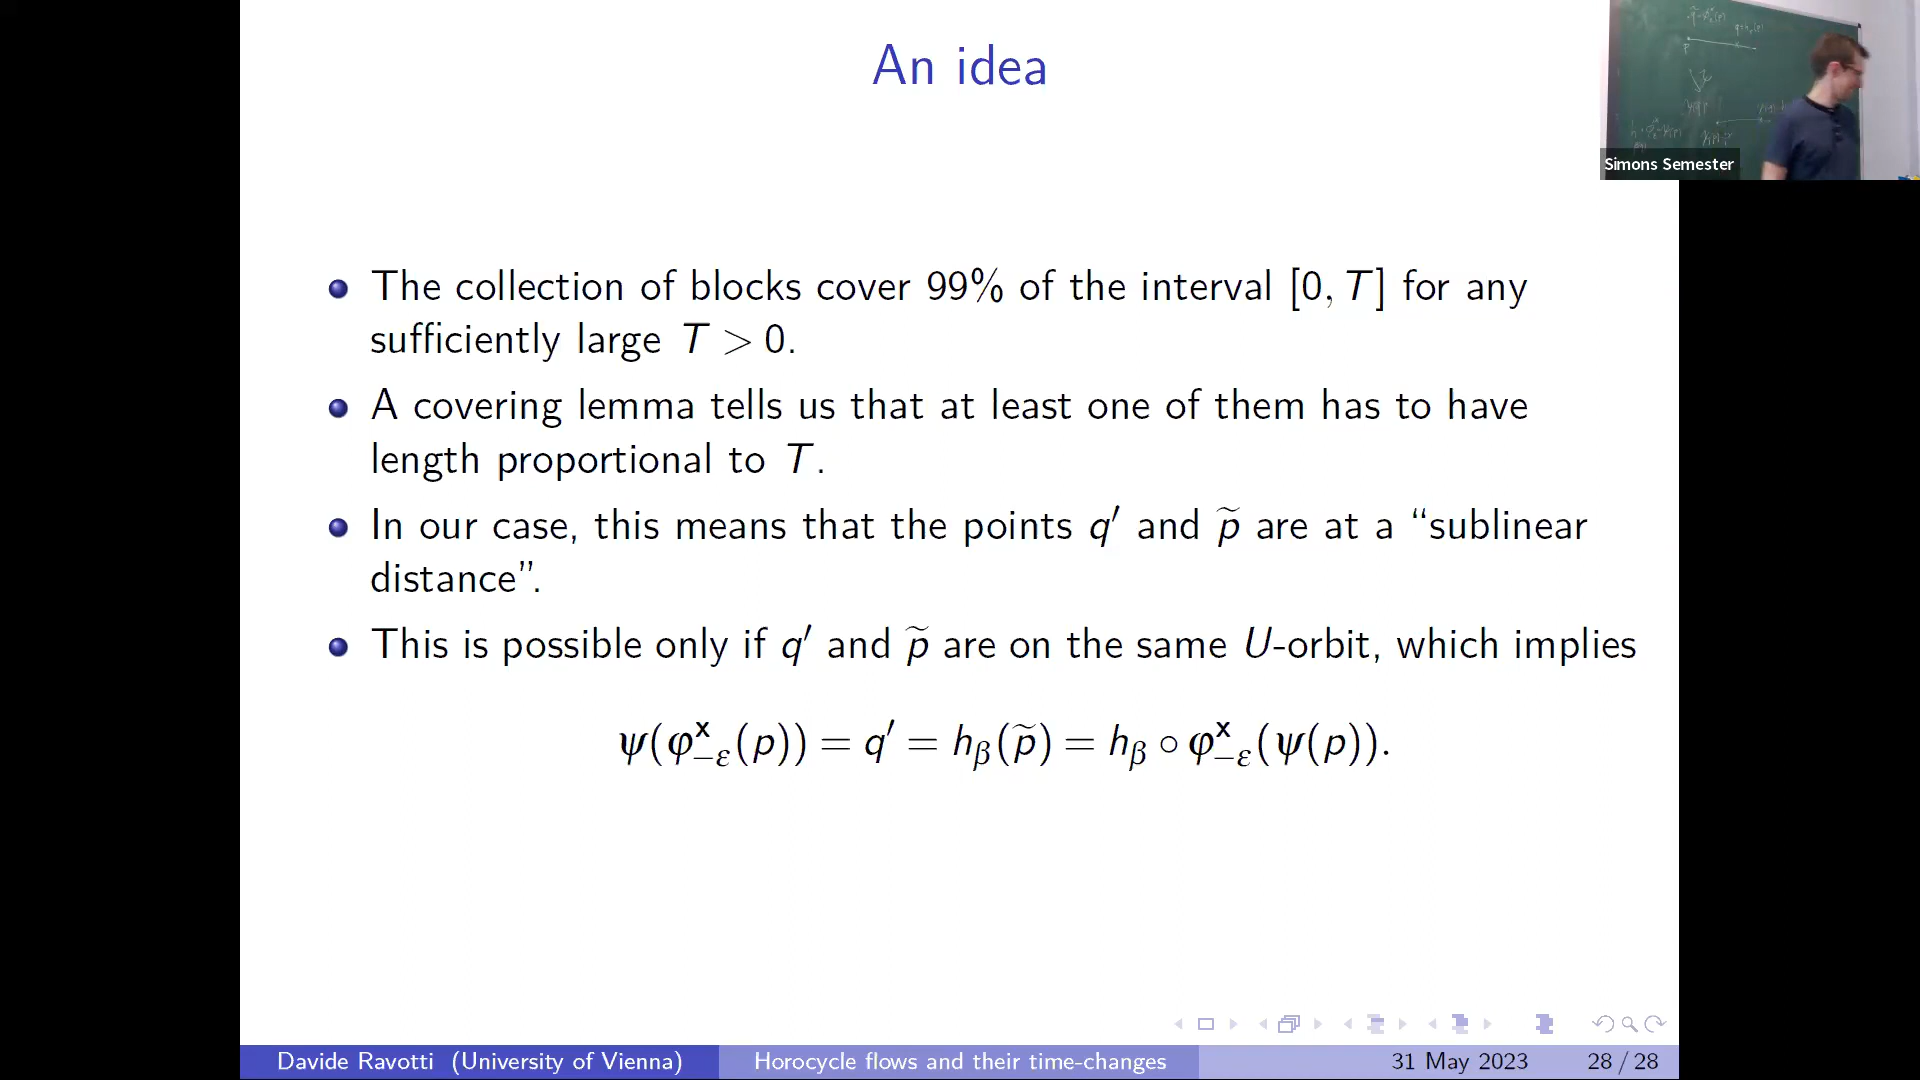 An idea
Simons Semester
The collection of blocks cover 99% of the interval [0, T] for any
sufficiently large T > 0.
A covering lemma tells us that at least one of them has to have
length proportional to T.
In our case, this means that the points q′ and p̃ are at a “sublinear
distance”.
This is possible only if q′ and p̃ are on the same U-orbit, which implies
ψ(φ^x_{−ε}(p)) = q′ = h_β(p̃) = h_β ∘ φ^x_{−ε}(ψ(p)).
Davide Ravotti (University of Vienna) Horocycle flows and their time-changes 31 May 2023 28 / 28